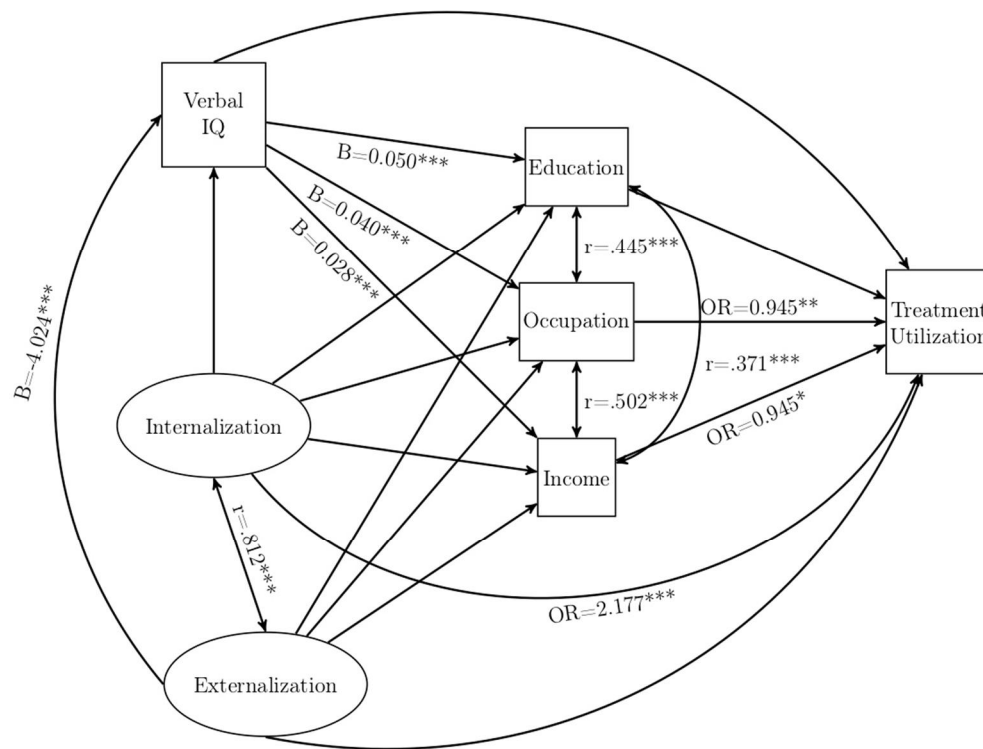 Verbal
IQ
B=0.050***
Education
B=0.040***
B=0.028***
r=.445***
Occupation
OR=0.945**
Treatment
Utilization
B=-4.024***
r=.371***
r=.502***
OR=0.945*
Internalization
Income
r=.812***
OR=2.177***
Externalization